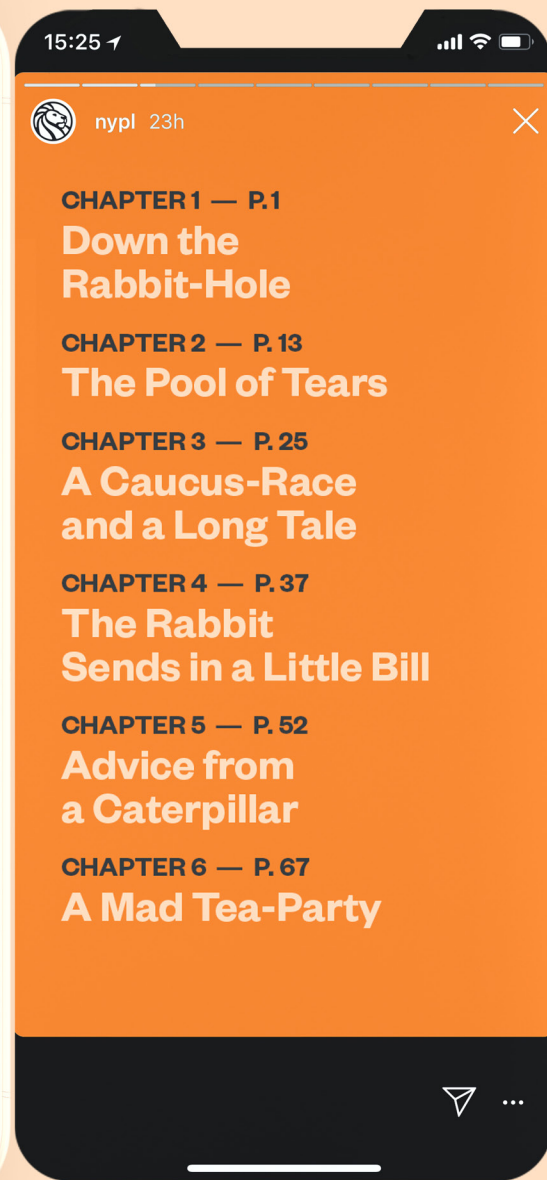 15:25
nypl 23h
CHAPTER 1 — P. 1
Down the
Rabbit-Hole
CHAPTER 2 — P. 13
The Pool of Tears
CHAPTER 3 — P. 25
A Caucus-Race
and a Long Tale
CHAPTER 4 — P. 37
The Rabbit
Sends in a Little Bill
CHAPTER 5 — P. 52
Advice from
a Caterpillar
CHAPTER 6 — P. 67
A Mad Tea-Party